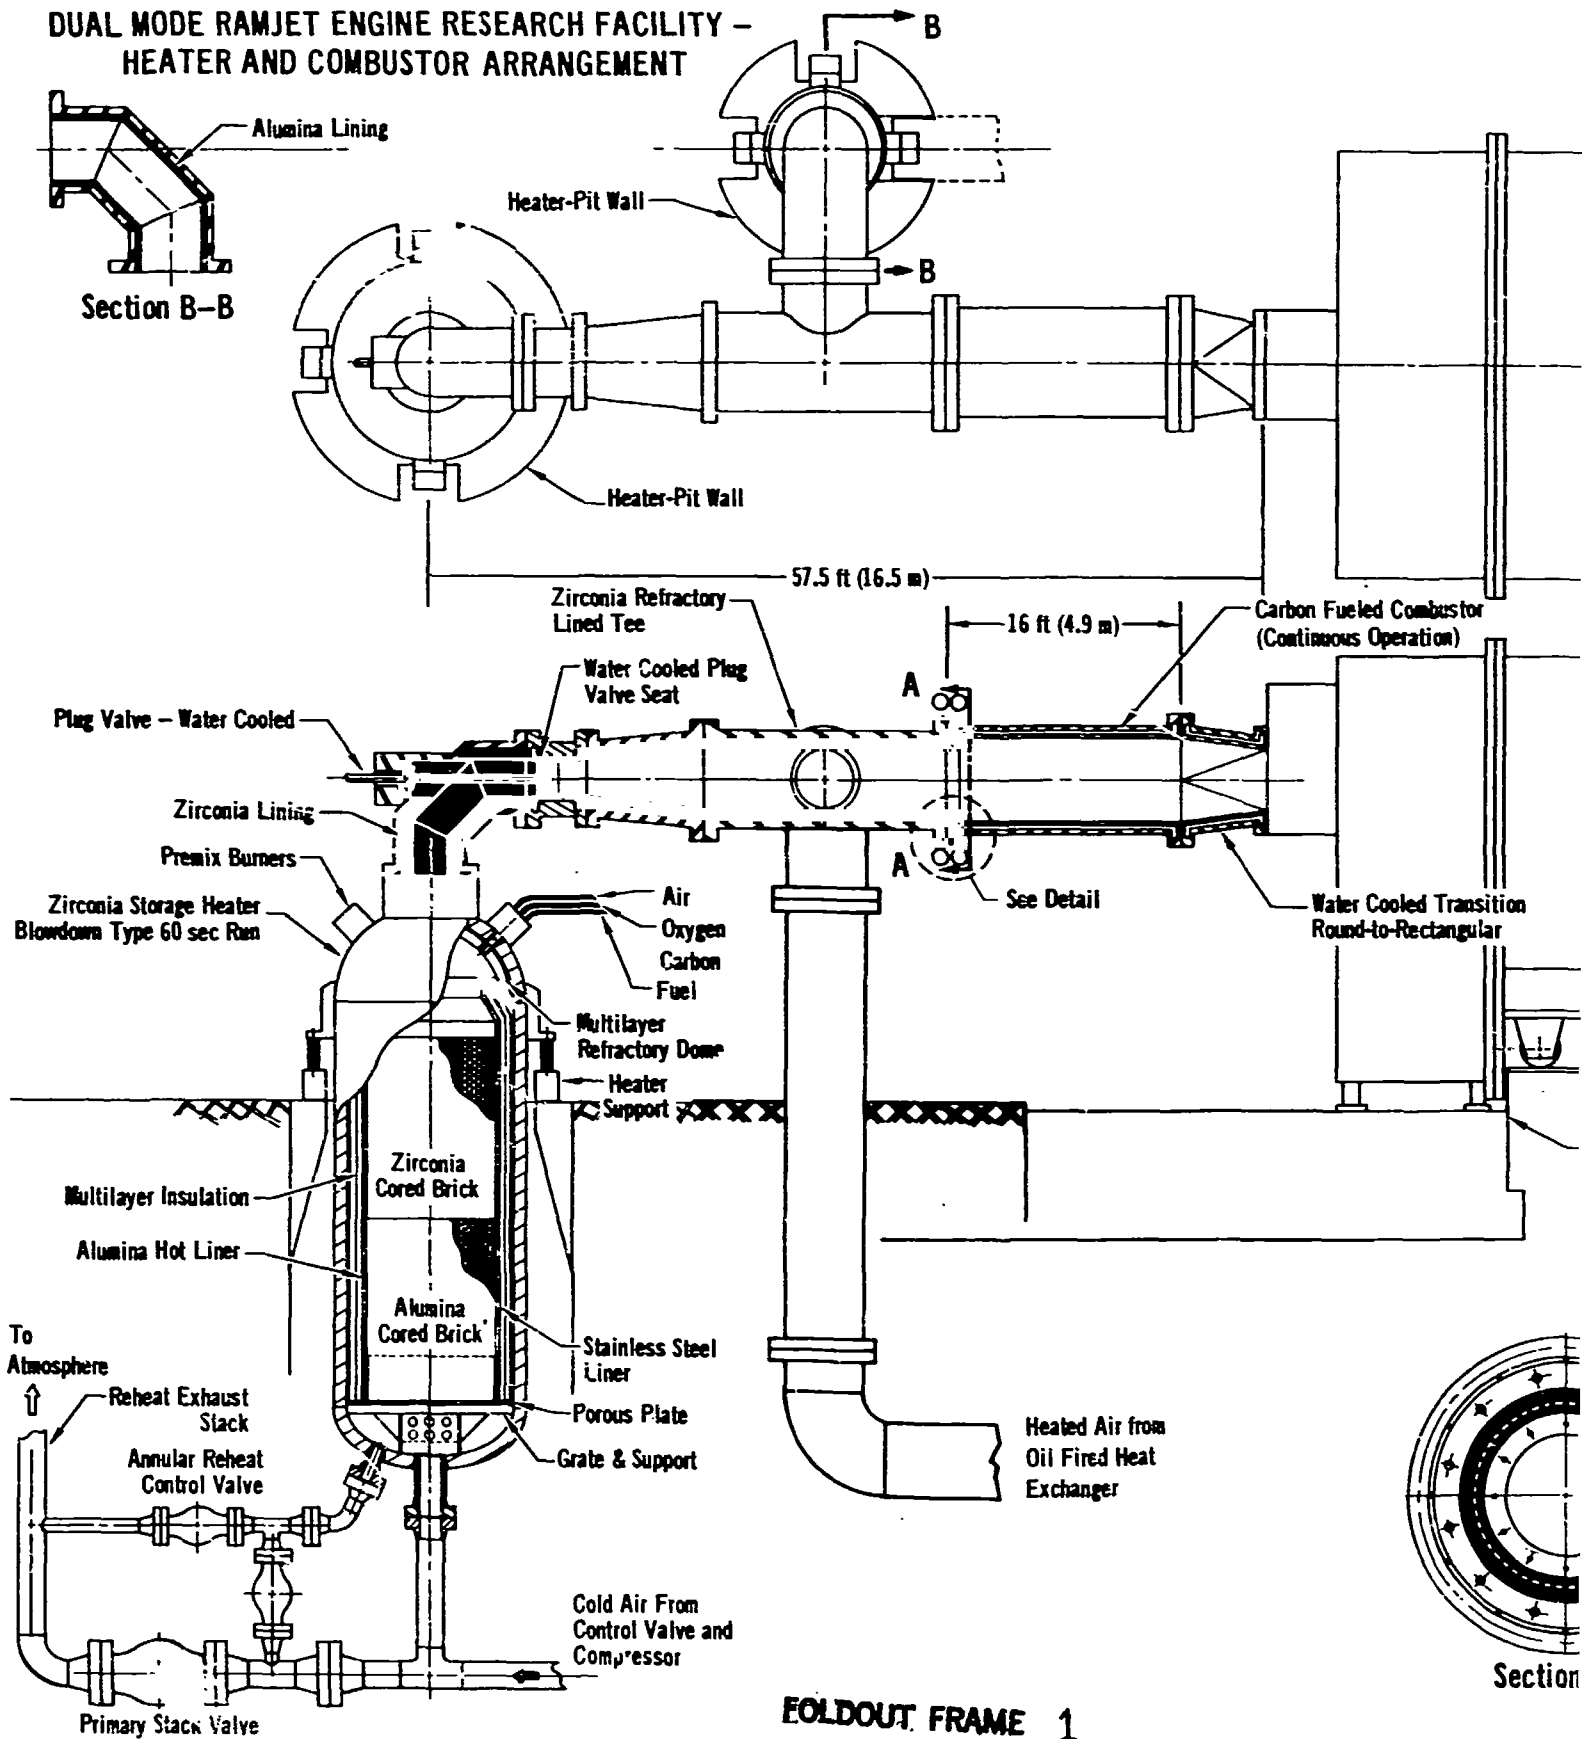 DUAL MODE RAMJET ENGINE RESEARCH FACILITY –
HEATER AND COMBUSTOR ARRANGEMENT
B
Alumina Lining
Heater-Pit Wall
B
Section B–B
Heater-Pit Wall
57.5 ft (16.5 m)
Zirconia Refractory
Lined Tee
16 ft (4.9 m)
Carbon Fueled Combustor
(Continuous Operation)
Water Cooled Plug
Valve Seat
A
Plug Valve – Water Cooled
Zirconia Lining
Premix Burners
A
See Detail
Zirconia Storage Heater
Blowdown Type 60 sec Run
Air
Oxygen
Carbon
Fuel
Water Cooled Transition
Round-to-Rectangular
Multilayer
Refractory Dome
Heater
Support
Zirconia
Cored Brick
Multilayer Insulation
Alumina Hot Liner
Alumina
Cored Brick
To
Atmosphere
Stainless Steel
Liner
Reheat Exhaust
Stack
Porous Plate
Annular Reheat
Control Valve
Grate & Support
Heated Air from
Oil Fired Heat
Exchanger
Cold Air From
Control Valve and
Compressor
Section
Primary Stack Valve
FOLDOUT FRAME 1